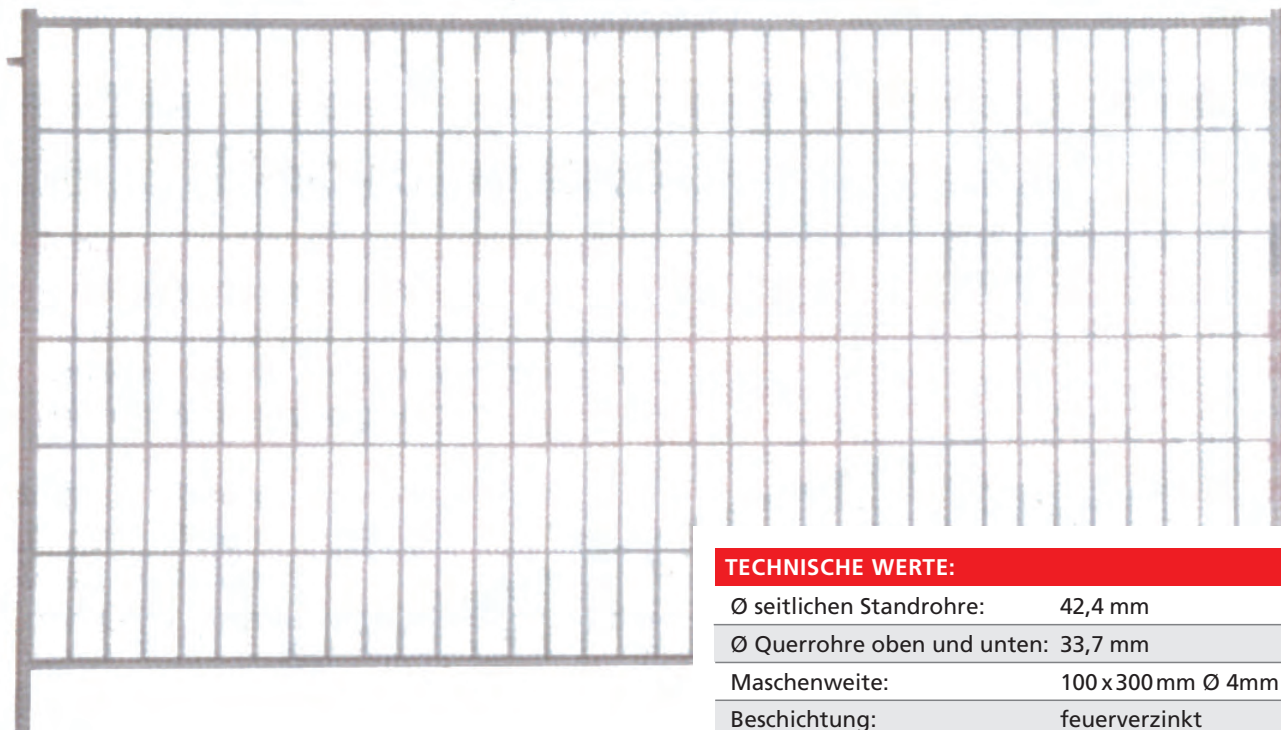 TECHNISCHE WERTE:
Ø seitlichen Standrohre: 42,4 mm
Ø Querrohre oben und unten: 33,7 mm
Maschenweite: 100 x 300 mm Ø 4mm
Beschichtung: feuerverzinkt